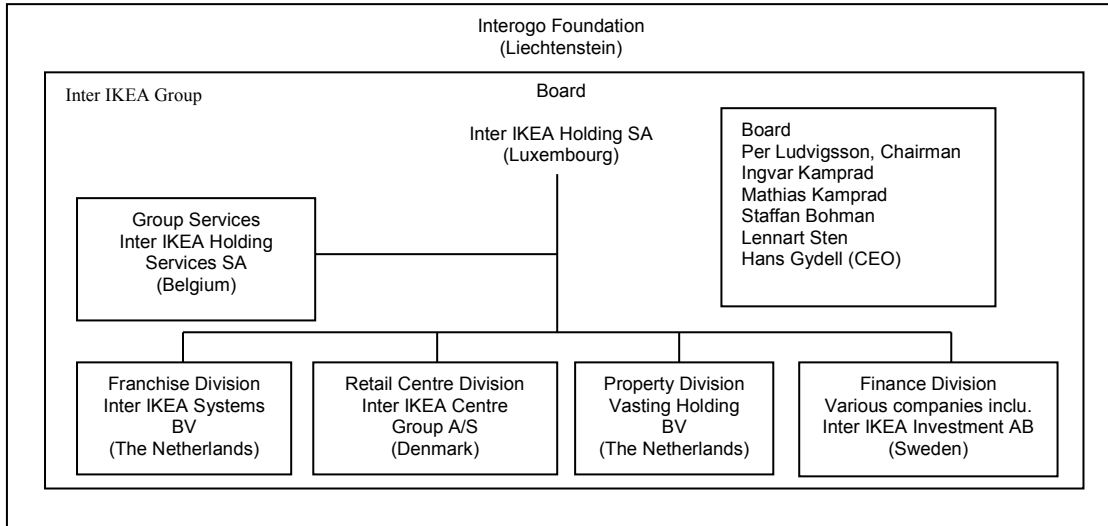 Interogo Foundation
(Liechtenstein)
Inter IKEA Group
Board
Inter IKEA Holding SA
(Luxembourg)
Board
Per Ludvigsson, Chairman
Ingvar Kamprad
Mathias Kamprad
Staffan Bohman
Lennart Sten
Hans Gydell (CEO)
Group Services
Inter IKEA Holding
Services SA
(Belgium)
Franchise Division
Inter IKEA Systems
BV
(The Netherlands)
Retail Centre Division
Inter IKEA Centre
Group A/S
(Denmark)
Property Division
Vasting Holding
BV
(The Netherlands)
Finance Division
Various companies inclu.
Inter IKEA Investment AB
(Sweden)